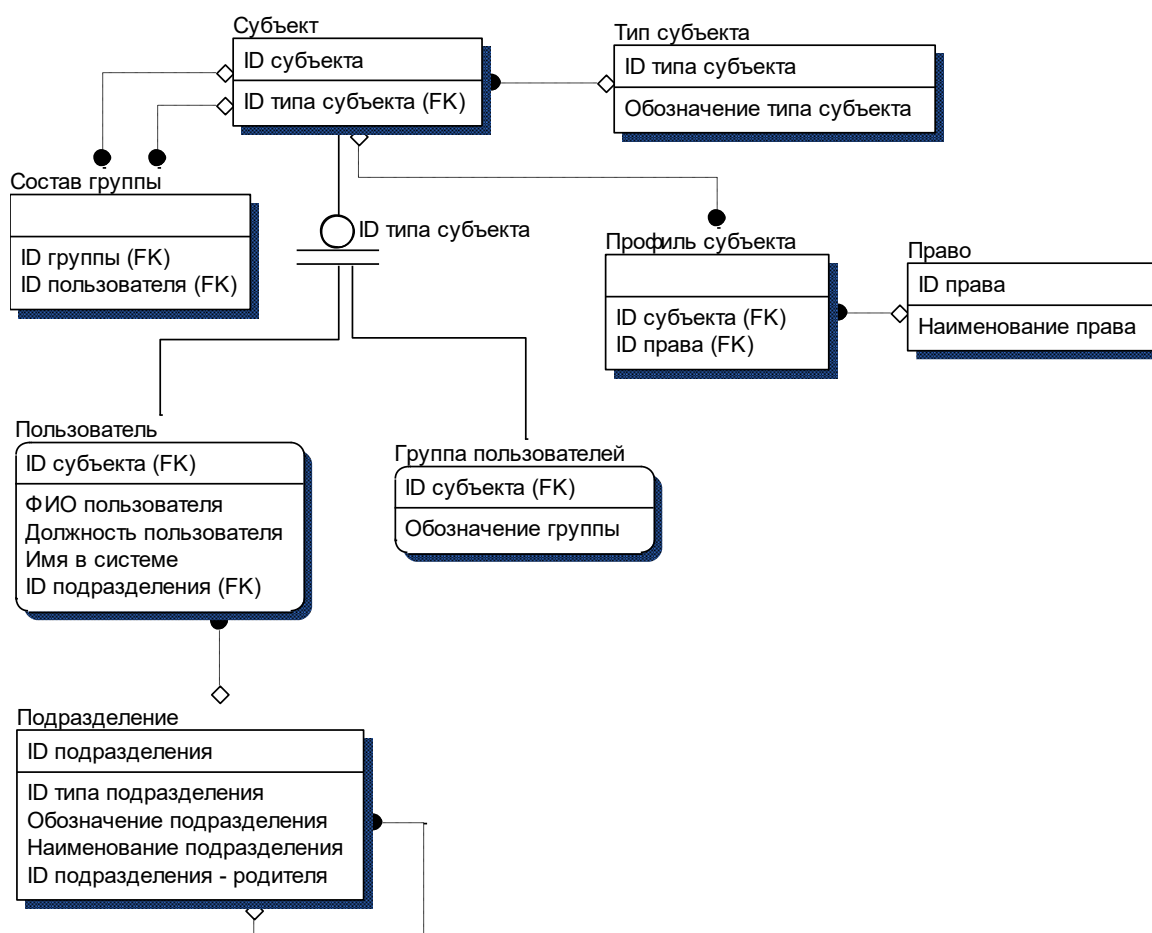 Субъект
ID субъекта
ID типа субъекта (FK)
Тип субъекта
ID типа субъекта
Обозначение типа субъекта
Состав группы
ID группы (FK)
ID пользователя (FK)
ID типа субъекта
Профиль субъекта
ID субъекта (FK)
ID права (FK)
Право
ID права
Наименование права
Пользователь
ID субъекта (FK)
ФИО пользователя
Должность пользователя
Имя в системе
ID подразделения (FK)
Группа пользователей
ID субъекта (FK)
Обозначение группы
Подразделение
ID подразделения
ID типа подразделения
Обозначение подразделения
Наименование подразделения
ID подразделения - родителя